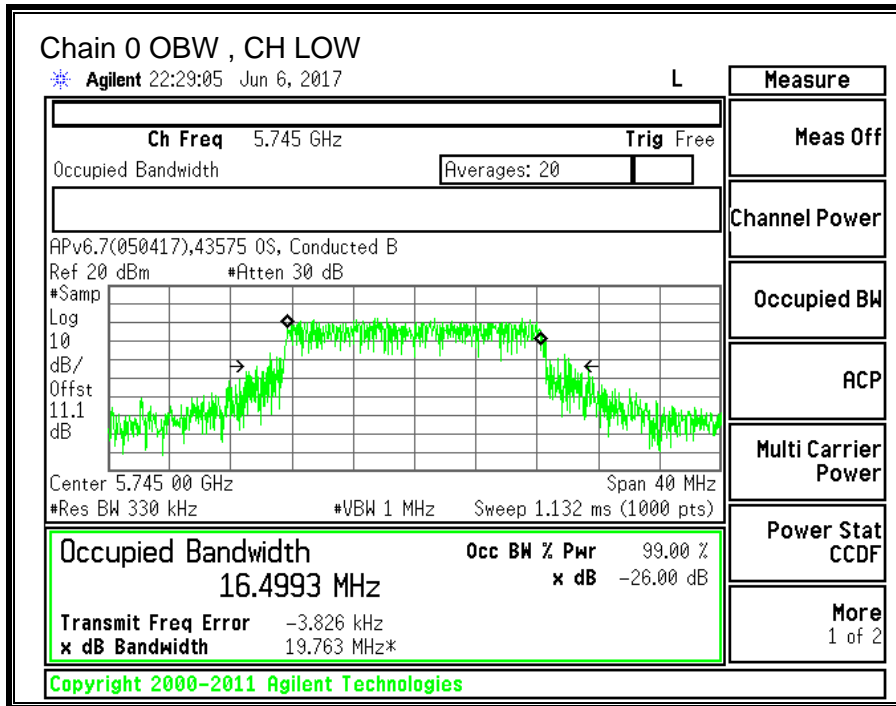 Chain 0 OBW , CH LOW
Agilent 22:29:05 Jun 6, 2017 L
Measure
Ch Freq 5.745 GHz Trig Free
Occupied Bandwidth Averages: 20
APv6.7(050417),43575 OS, Conducted B
Ref 20 dBm #Atten 30 dB
#Samp
Log
10
dB/
Offst
11.1
dB
Center 5.745 00 GHz Span 40 MHz
#Res BW 330 kHz #VBW 1 MHz Sweep 1.132 ms (1000 pts)
Occupied Bandwidth Occ BW % Pwr 99.00 %
16.4993 MHz x dB -26.00 dB
Transmit Freq Error -3.826 kHz
x dB Bandwidth 19.763 MHz*
Meas Off
Channel Power
Occupied BW
ACP
Multi Carrier
Power
Power Stat
CCDF
More
1 of 2
Copyright 2000-2011 Agilent Technologies